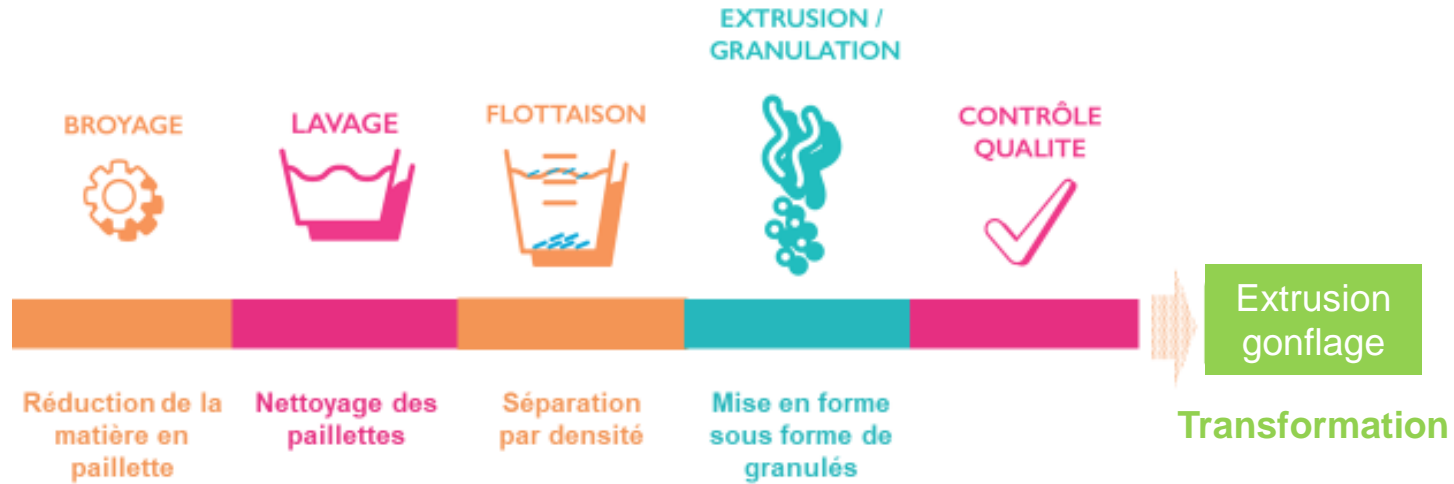 BROYAGE
LAVAGE
FLOTTAISON
EXTRUSION /
GRANULATION
CONTRÔLE
QUALITE
Réduction de la
matière en
paillette
Nettoyage des
paillettes
Séparation
par densité
Mise en forme
sous forme de
granulés
Extrusion
gonflage
Transformation